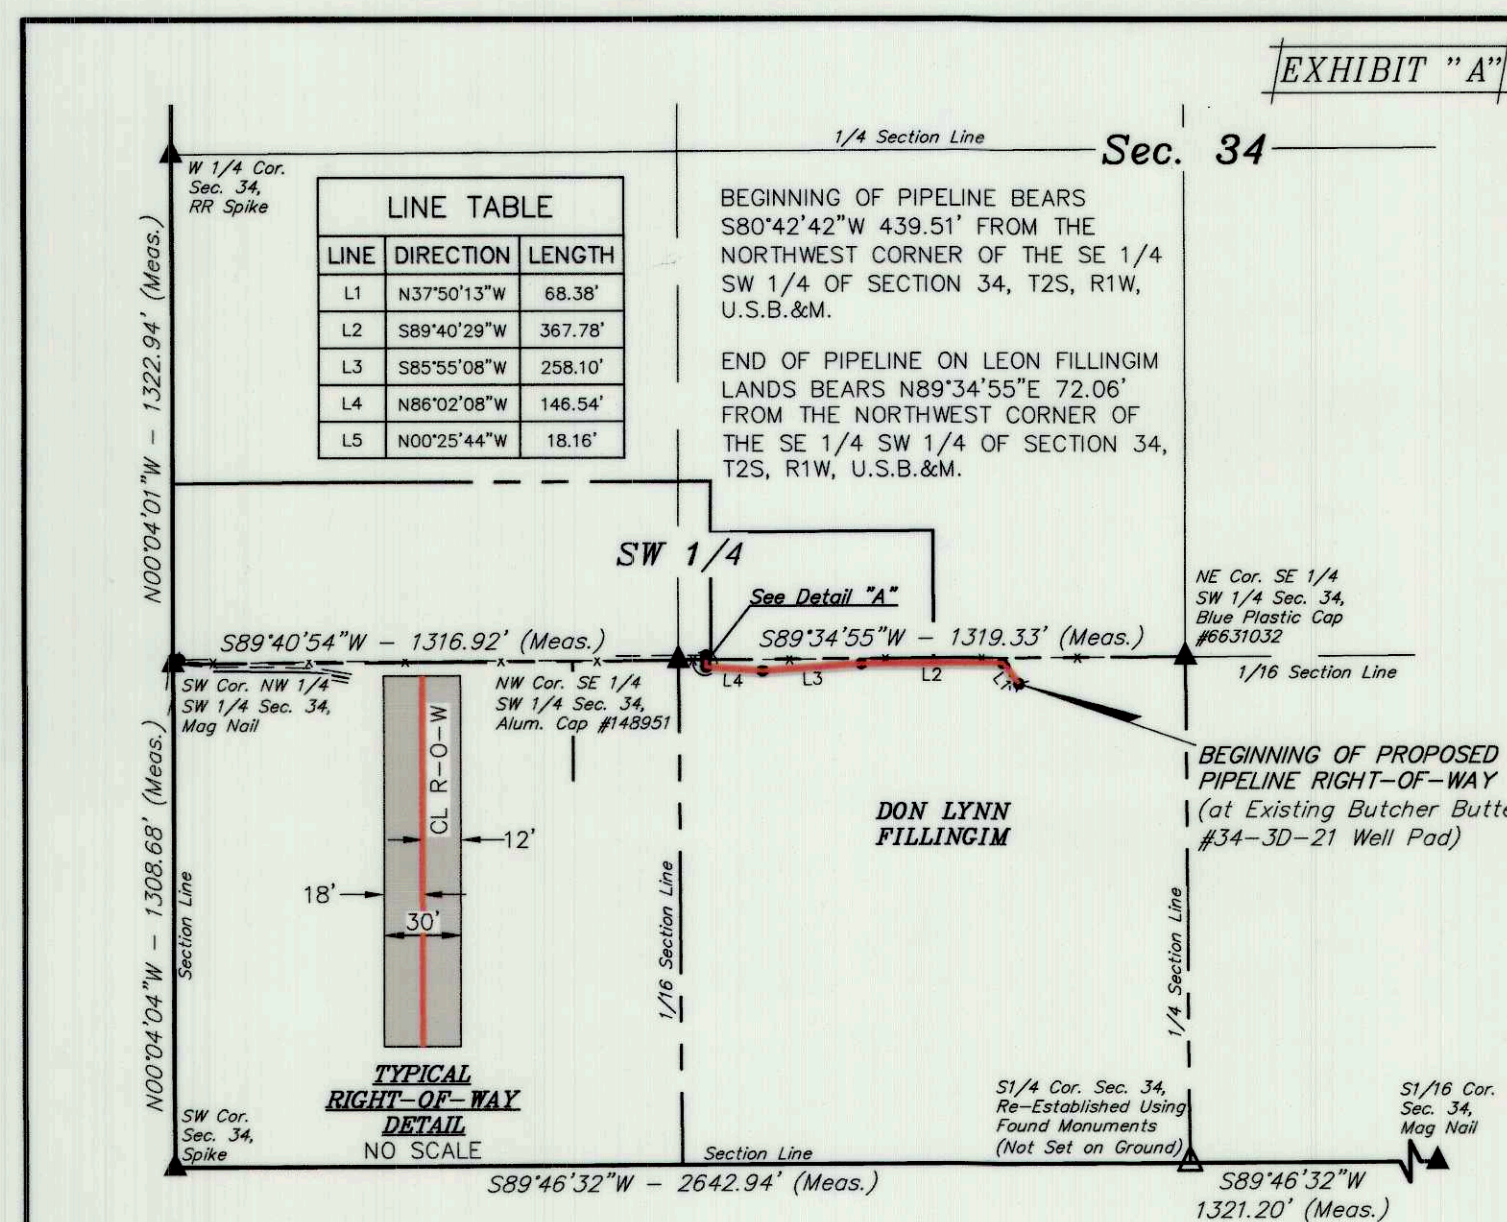 EXHIBIT "A"
1/4 Section Line
Sec. 34
W 1/4 Cor.
Sec. 34,
RR Spike
LINE TABLE
LINE DIRECTION LENGTH
L1 N37°50'13"W 68.38'
L2 S89°40'29"W 367.78'
L3 S85°55'08"W 258.10'
L4 N86°02'08"W 146.54'
L5 N00°25'44"W 18.16'
BEGINNING OF PIPELINE BEARS
S80°42'42"W 439.51' FROM THE
NORTHWEST CORNER OF THE SE 1/4
SW 1/4 OF SECTION 34, T2S, R1W,
U.S.B.&M.
END OF PIPELINE ON LEON FILLINGIM
LANDS BEARS N89°34'55"E 72.06'
FROM THE NORTHWEST CORNER OF
THE SE 1/4 SW 1/4 OF SECTION 34,
T2S, R1W, U.S.B.&M.
N00°04'01"W – 1322.94' (Meas.)
SW 1/4
See Detail "A"
NE Cor. SE 1/4
SW 1/4 Sec. 34,
Blue Plastic Cap
#6631032
S89°40'54"W – 1316.92' (Meas.)
S89°34'55"W – 1319.33' (Meas.)
1/16 Section Line
L4
L3
L2
L1
SW Cor. NW 1/4
SW 1/4 Sec. 34,
Mag Nail
NW Cor. SE 1/4
SW 1/4 Sec. 34,
Alum. Cap #148951
BEGINNING OF PROPOSED
PIPELINE RIGHT–OF–WAY
(at Existing Butcher Butte
#34–3D–21 Well Pad)
CL R–O–W
12'
18'
30'
DON LYNN
FILLINGIM
N00°04'04"W – 1308.68' (Meas.)
Section Line
1/16 Section Line
1/4 Section Line
TYPICAL
RIGHT–OF–WAY
DETAIL
NO SCALE
SW Cor.
Sec. 34,
Spike
S1/4 Cor. Sec. 34,
Re–Established Using
Found Monuments
(Not Set on Ground)
S1/16 Cor.
Sec. 34,
Mag Nail
Section Line
S89°46'32"W – 2642.94' (Meas.)
S89°46'32"W
1321.20' (Meas.)